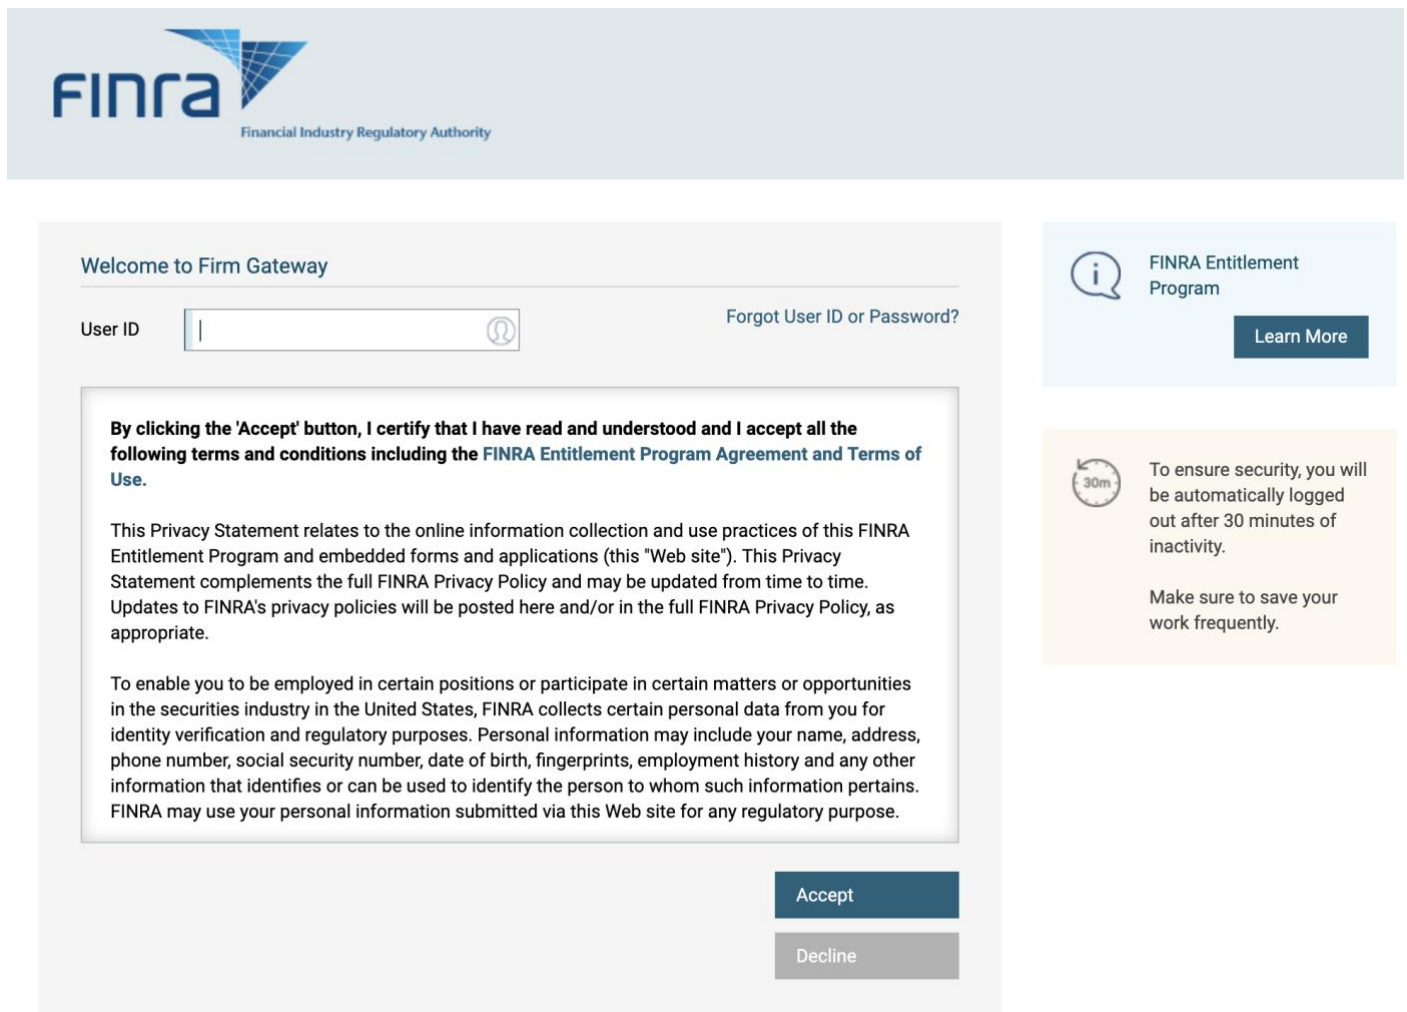 FINRA
Financial Industry Regulatory Authority
Welcome to Firm Gateway
User ID
Forgot User ID or Password?
By clicking the 'Accept' button, I certify that I have read and understood and I accept all the
following terms and conditions including the FINRA Entitlement Program Agreement and Terms of
Use.
This Privacy Statement relates to the online information collection and use practices of this FINRA
Entitlement Program and embedded forms and applications (this "Web site"). This Privacy
Statement complements the full FINRA Privacy Policy and may be updated from time to time.
Updates to FINRA's privacy policies will be posted here and/or in the full FINRA Privacy Policy, as
appropriate.
To enable you to be employed in certain positions or participate in certain matters or opportunities
in the securities industry in the United States, FINRA collects certain personal data from you for
identity verification and regulatory purposes. Personal information may include your name, address,
phone number, social security number, date of birth, fingerprints, employment history and any other
information that identifies or can be used to identify the person to whom such information pertains.
FINRA may use your personal information submitted via this Web site for any regulatory purpose.
Accept
Decline
FINRA Entitlement
Program
Learn More
30m
To ensure security, you will
be automatically logged
out after 30 minutes of
inactivity.
Make sure to save your
work frequently.